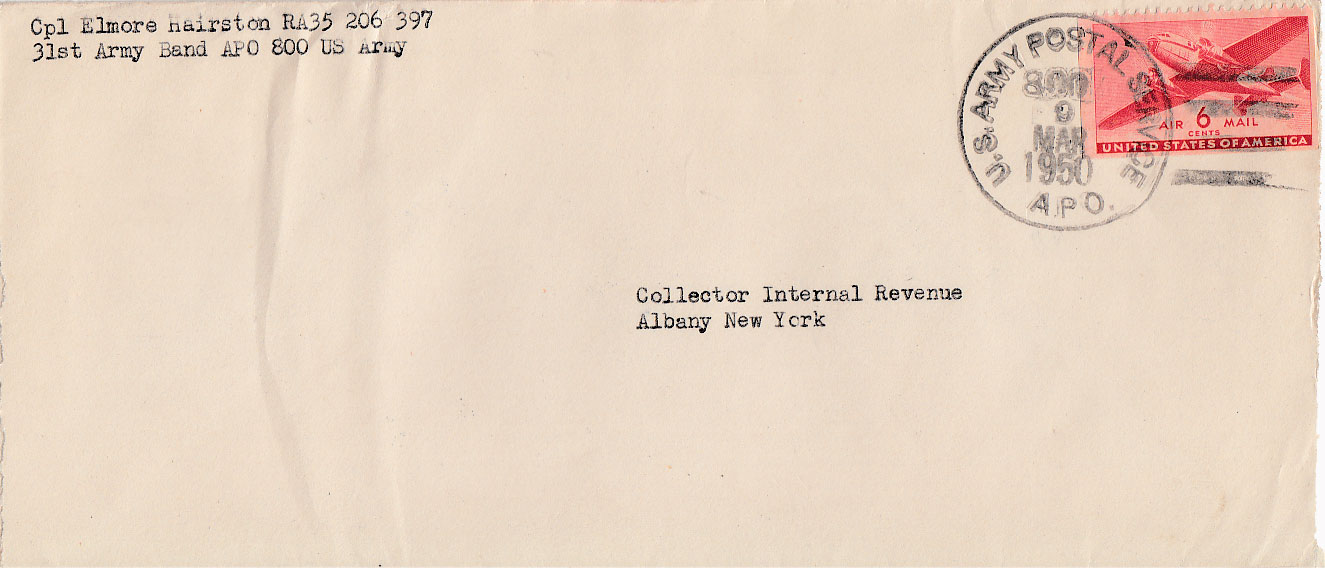 Cpl Elmore Hairston RA35 206 397
31st Army Band APO 800 US Army
U.S. ARMY POSTAL SERVICE
800
9
MAR
1950
A.P.O.
AIR 6 MAIL
CENTS
UNITED STATES OF AMERICA
Collector Internal Revenue
Albany New York